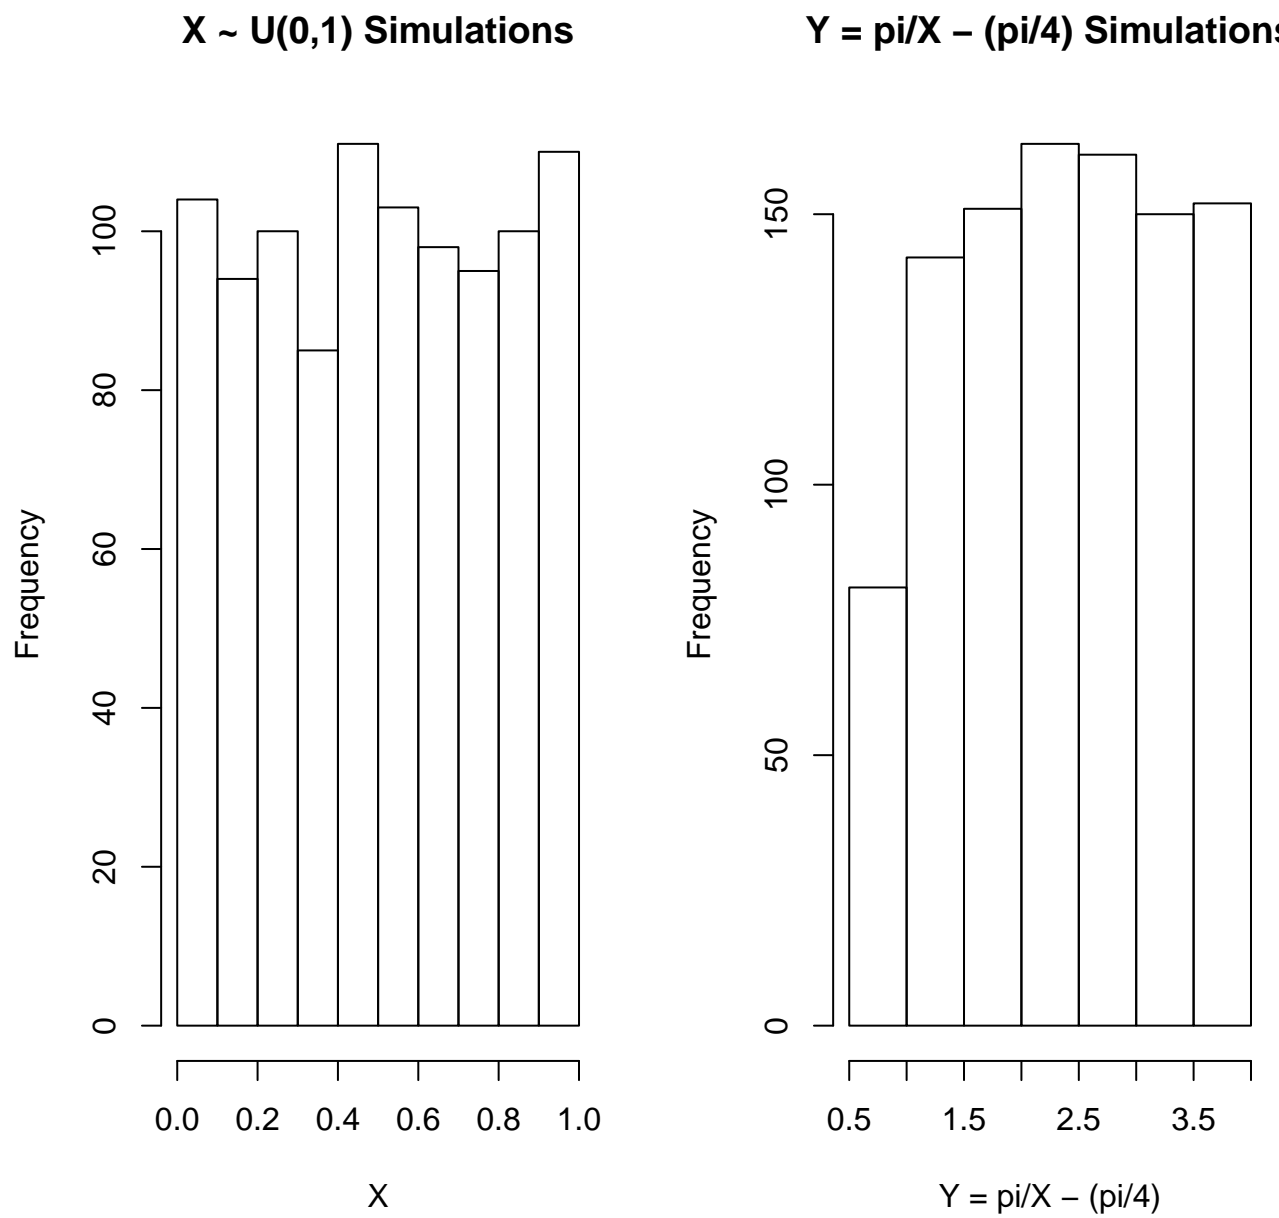 X ~ U(0,1) Simulations
Frequency
0
20
40
60
80
100
0.0 0.2 0.4 0.6 0.8 1.0
X
Y = pi/X − (pi/4) Simulations
Frequency
0
50
100
150
0.5 1.5 2.5 3.5
Y = pi/X − (pi/4)